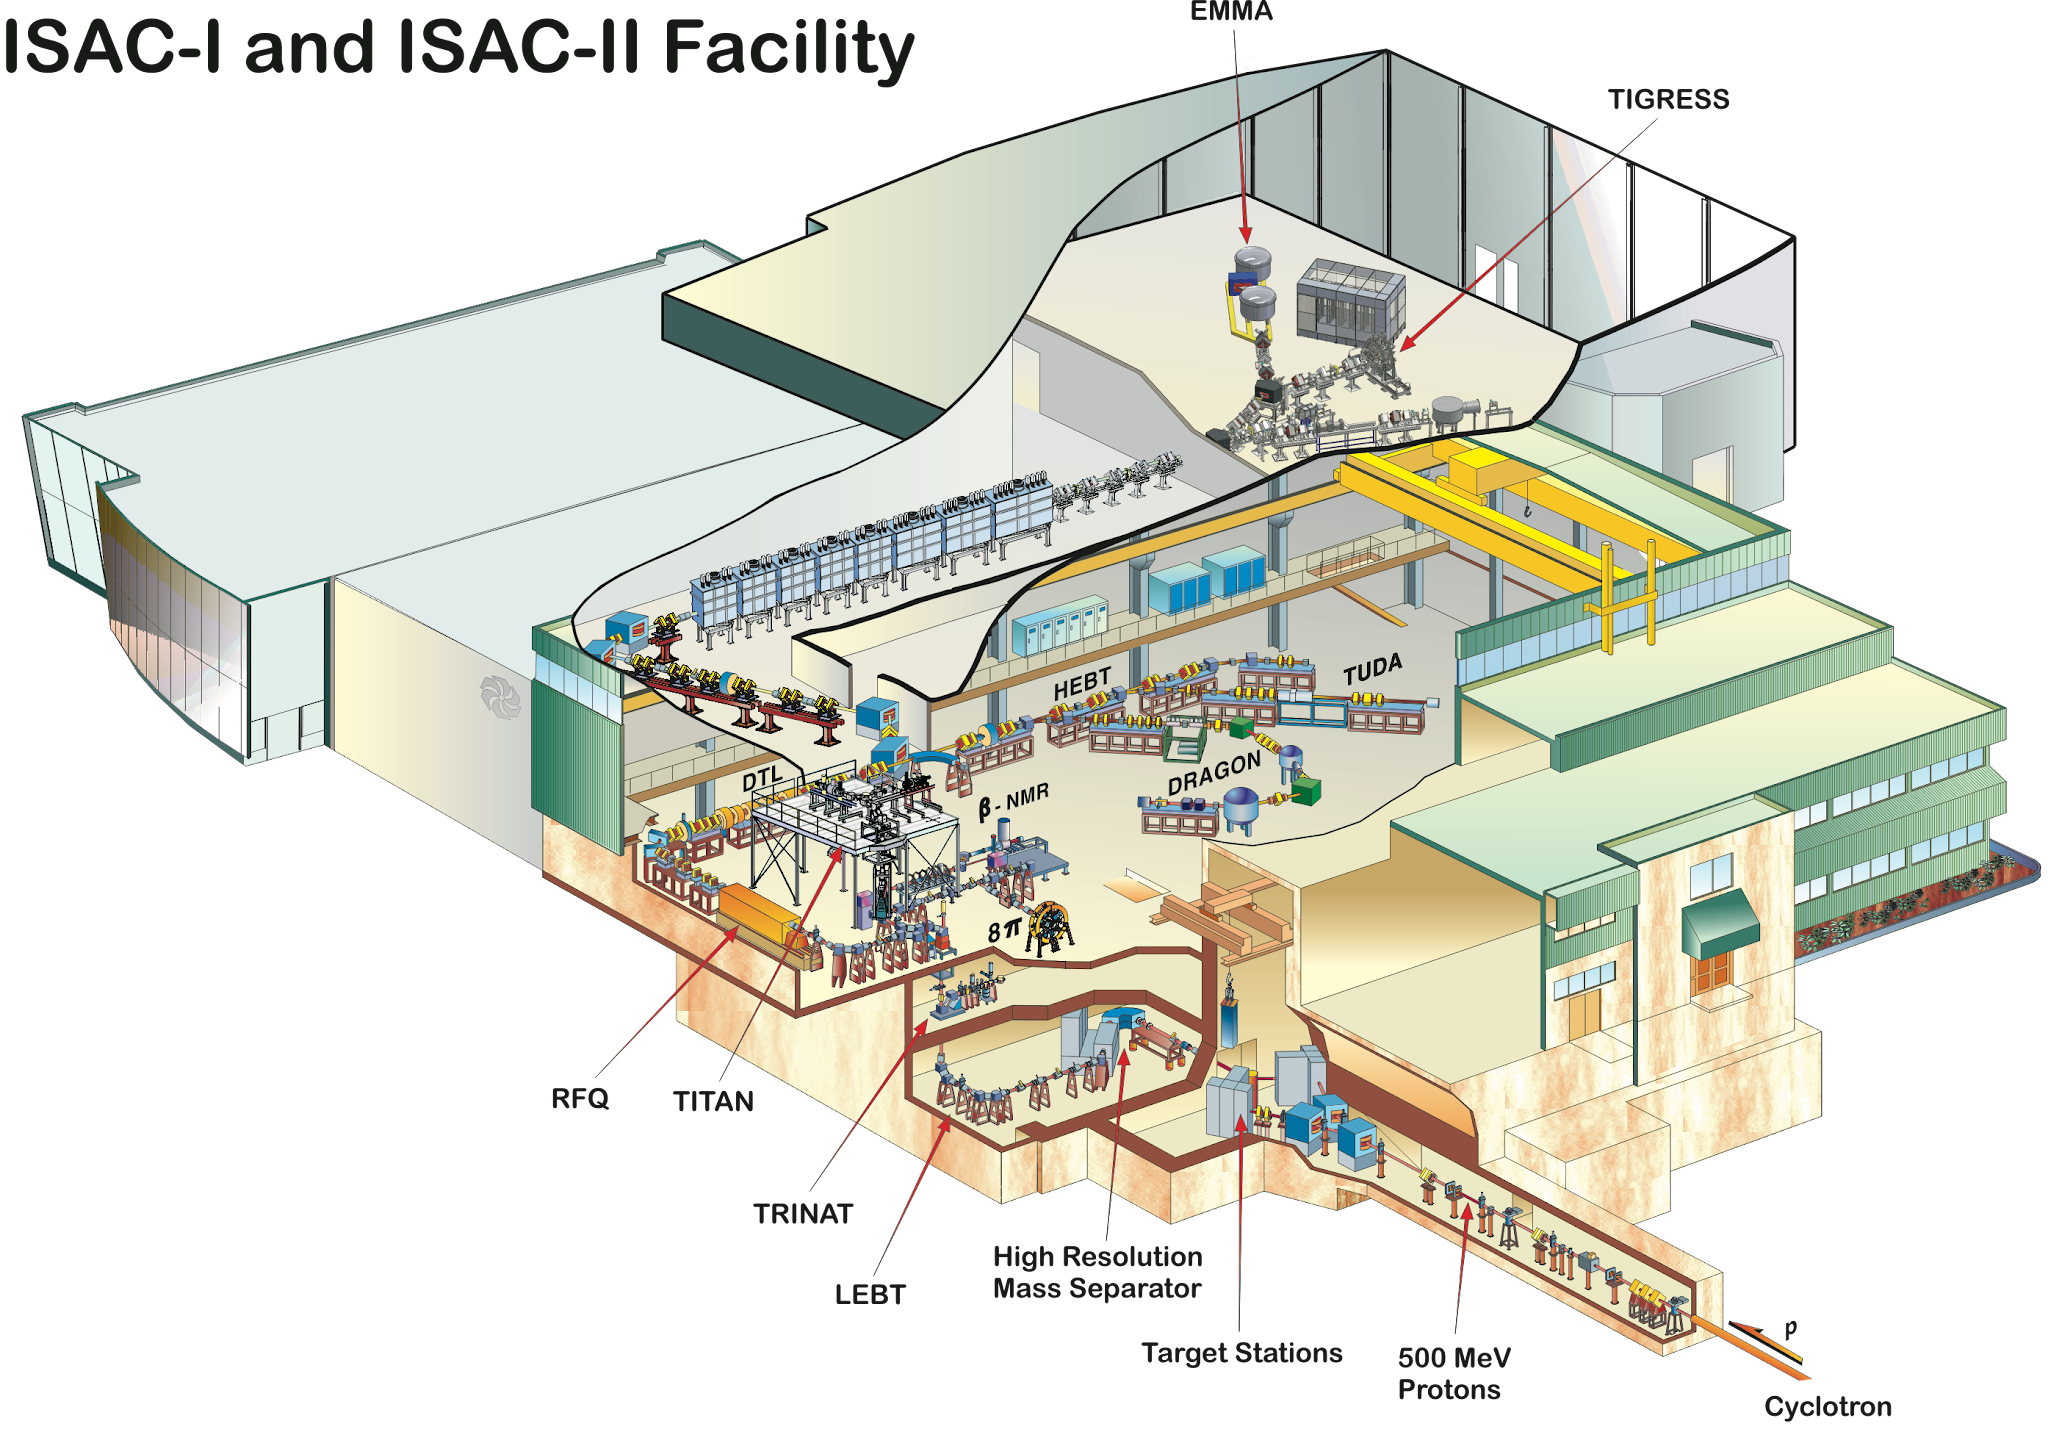 ISAC-I and ISAC-II Facility
EMMA
TIGRESS
HEBT
TUDA
DTL
DRAGON
β-NMR
8π
RFQ
TITAN
TRINAT
LEBT
High Resolution
Mass Separator
Target Stations
500 MeV
Protons
p
Cyclotron